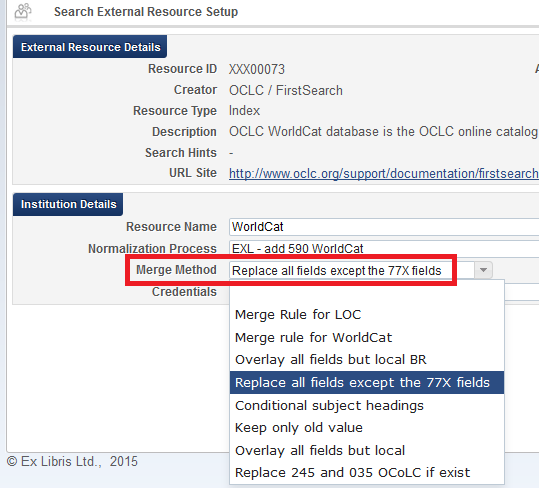 Search External Resource Setup
External Resource Details
Resource ID XXX00073
Creator OCLC / FirstSearch
Resource Type Index
Description OCLC WorldCat database is the OCLC online catalog
Search Hints -
URL Site http://www.oclc.org/support/documentation/firstsearch
Institution Details
Resource Name WorldCat
Normalization Process EXL - add 590 WorldCat
Merge Method Replace all fields except the 77X fields
Credentials
Merge Rule for LOC
Merge rule for WorldCat
Overlay all fields but local BR
Replace all fields except the 77X fields
Conditional subject headings
Keep only old value
Overlay all fields but local
Replace 245 and 035 OCoLC if exist
© Ex Libris Ltd., 2015